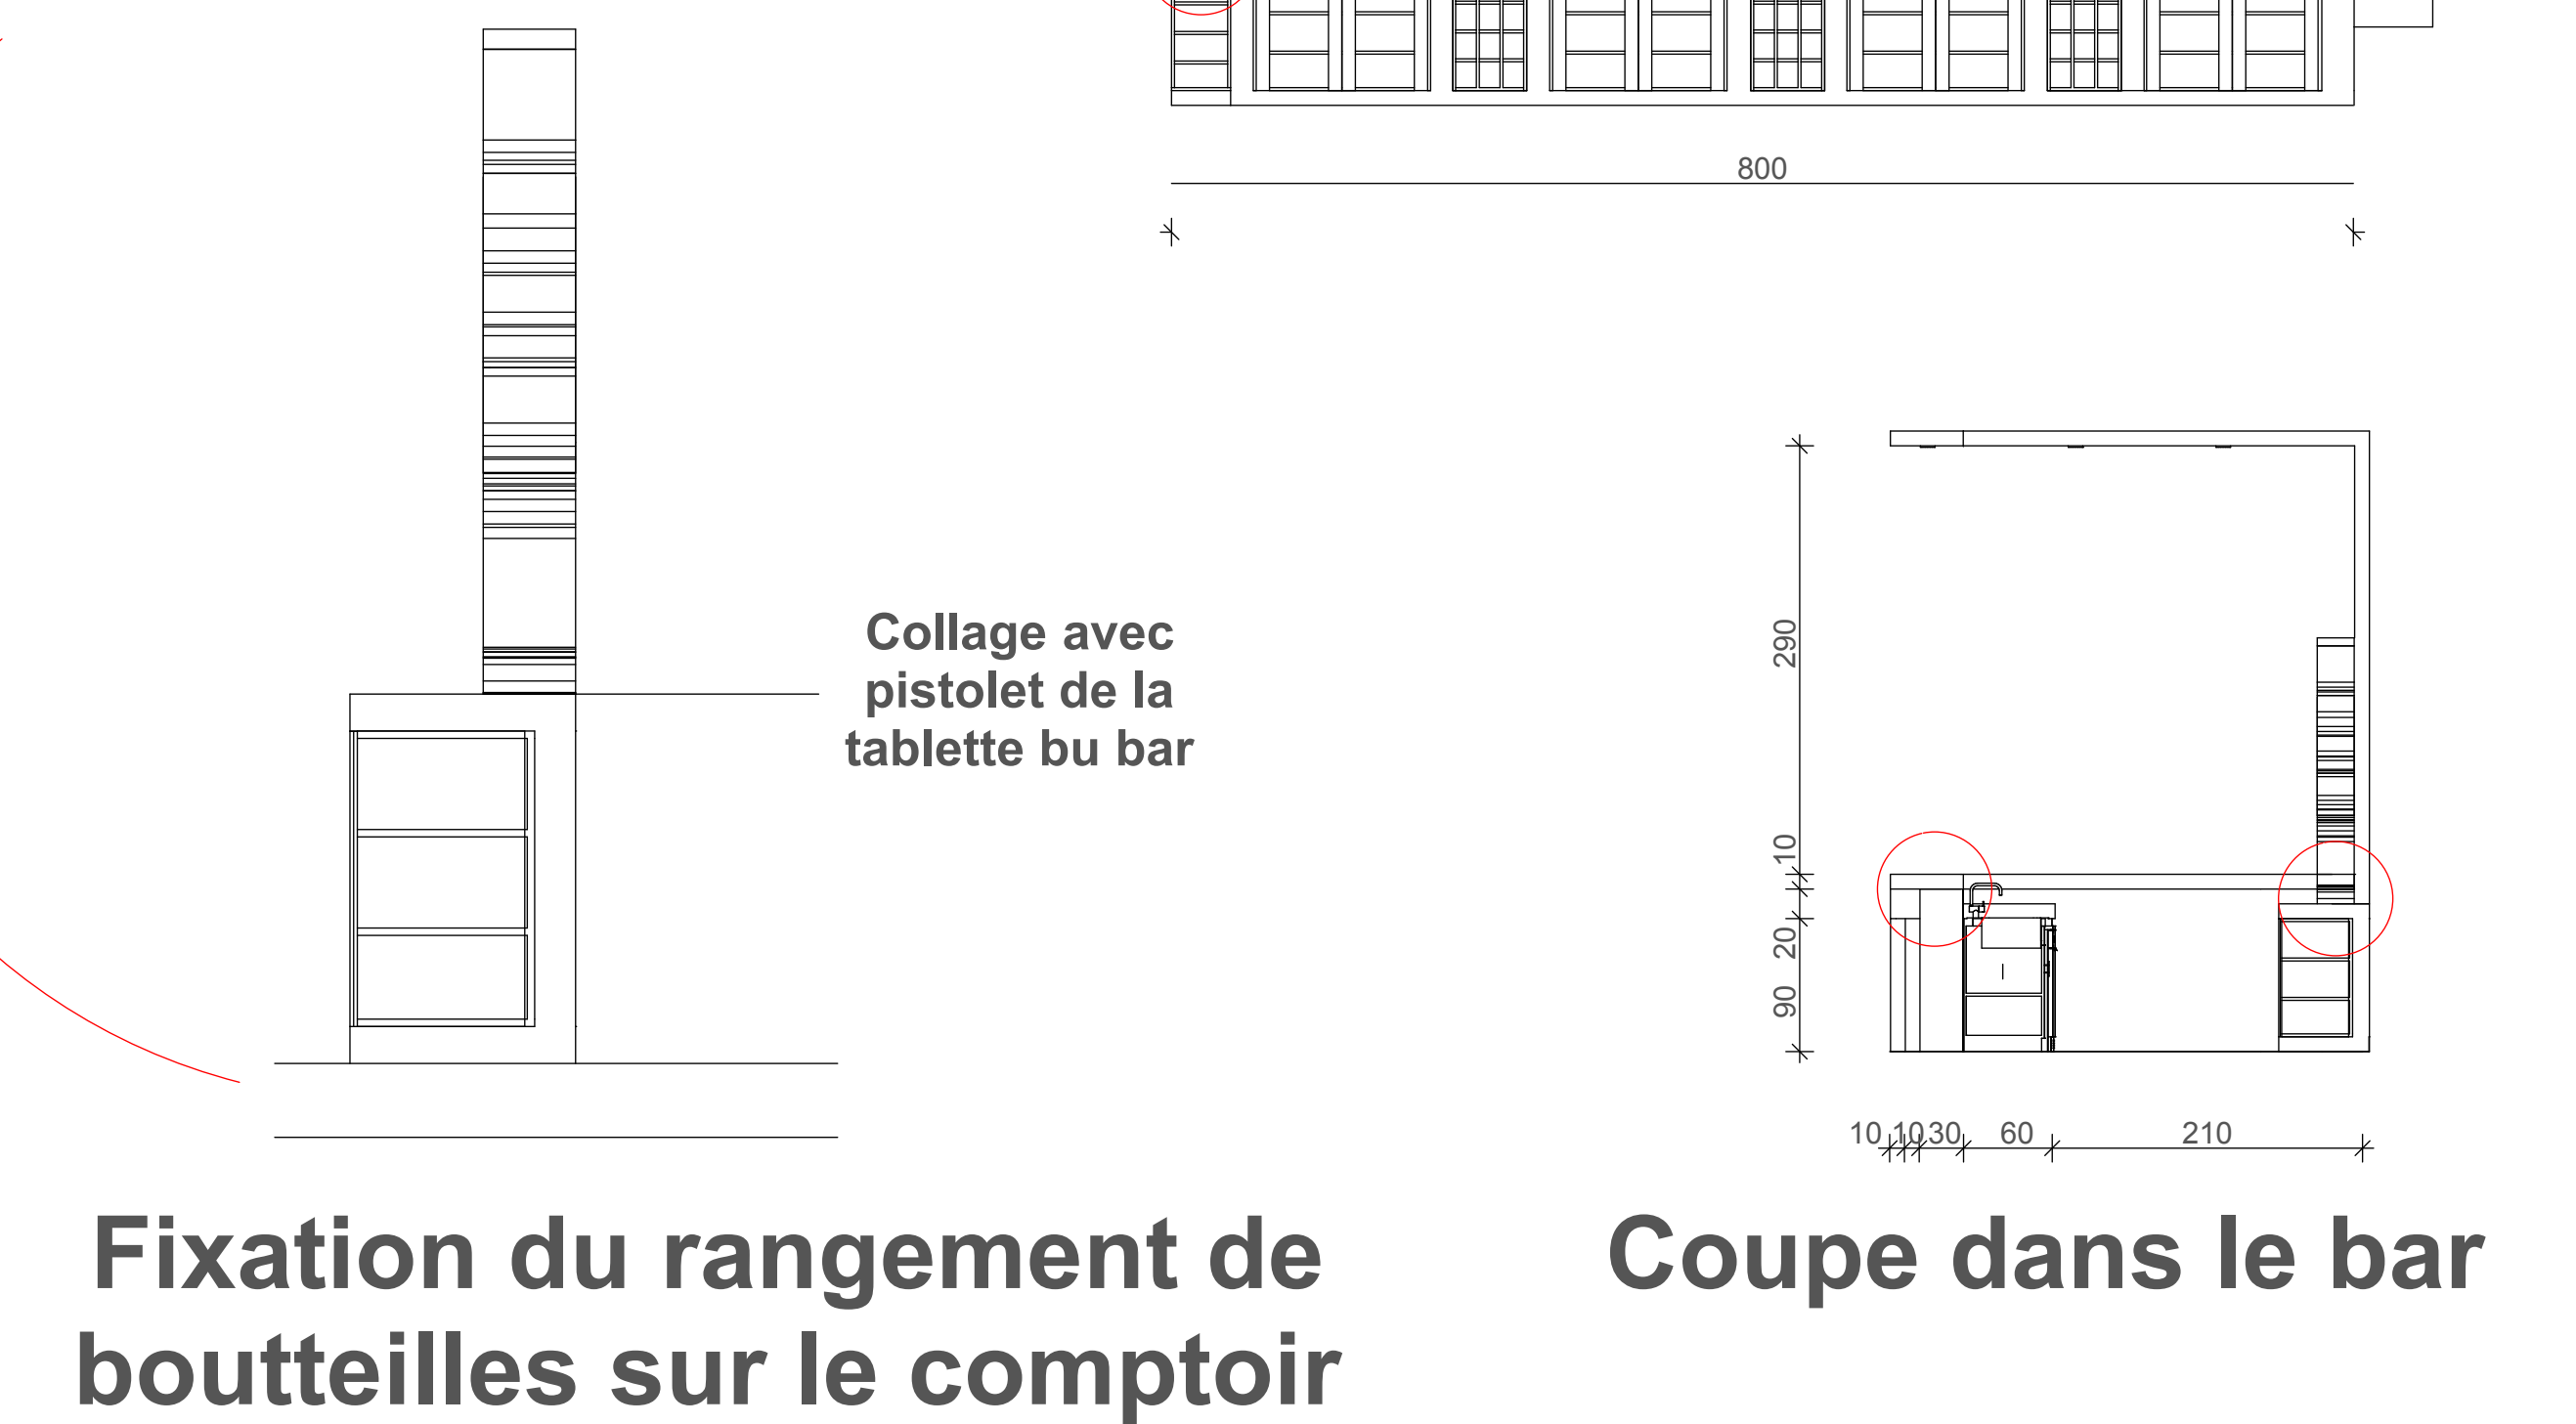 800
Collage avec
pistolet de la
tablette bu bar
290
10
20
90
10 10 30 60 210
Fixation du rangement de
boutteilles sur le comptoir
Coupe dans le bar